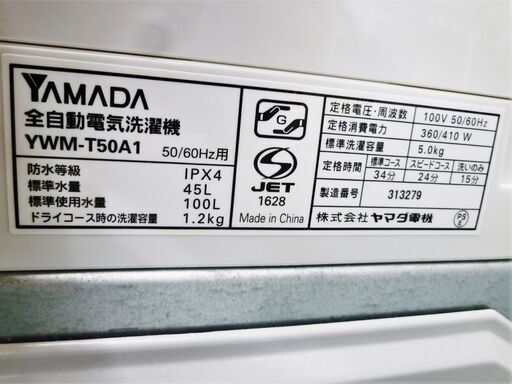 YAMADA
全自動電気洗濯機
YWM-T50A1 50/60Hz用
防水等級 IPX4
標準水量 45L
標準使用水量 100L
ドライコース時の洗濯容量 1.2kg
G
S
JET
1628
Made in China
定格電圧・周波数 100V 50/60Hz
定格消費電力 360/410 W
標準洗濯容量 5.0kg
定格時間 標準コース スピードコース 洗いのみ
34分 24分 15分
製造番号 313279
株式会社 ヤマダ電機
PS
E